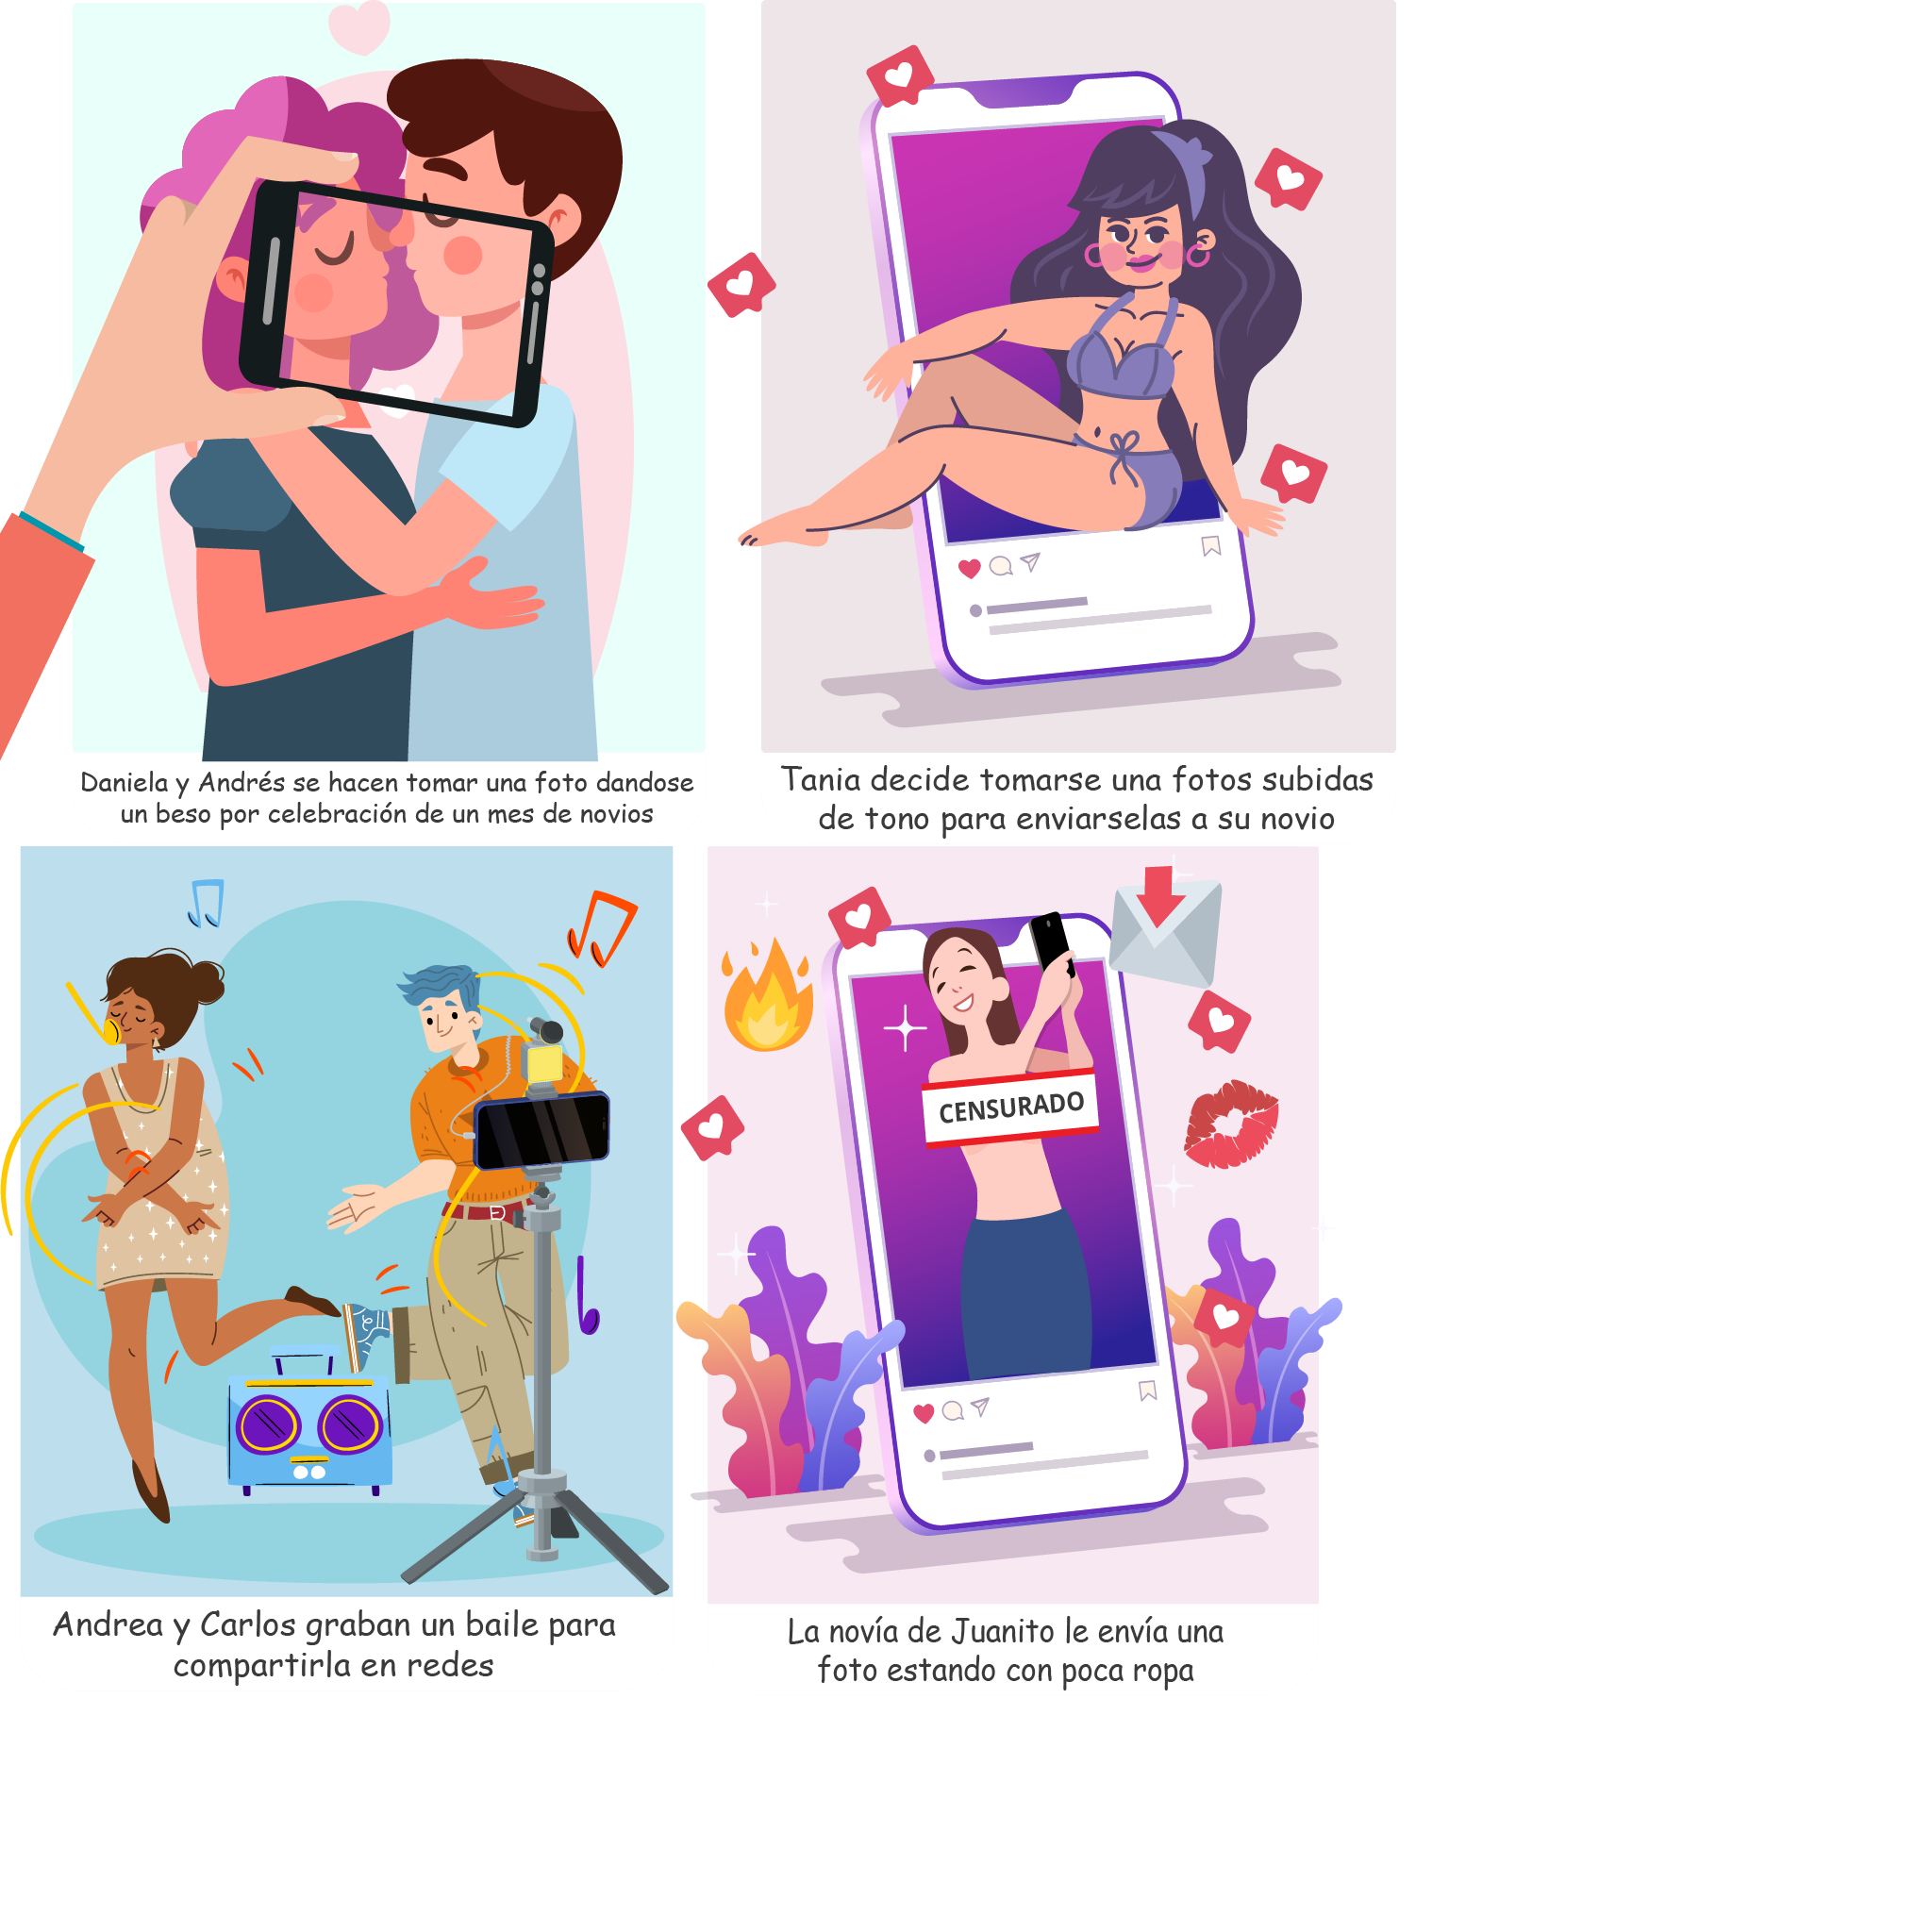 Daniela y Andrés se hacen tomar una foto dandose
un beso por celebración de un mes de novios
Tania decide tomarse una fotos subidas
de tono para enviarselas a su novio
CENSURADO
Andrea y Carlos graban un baile para
compartirla en redes
La novía de Juanito le envía una
foto estando con poca ropa